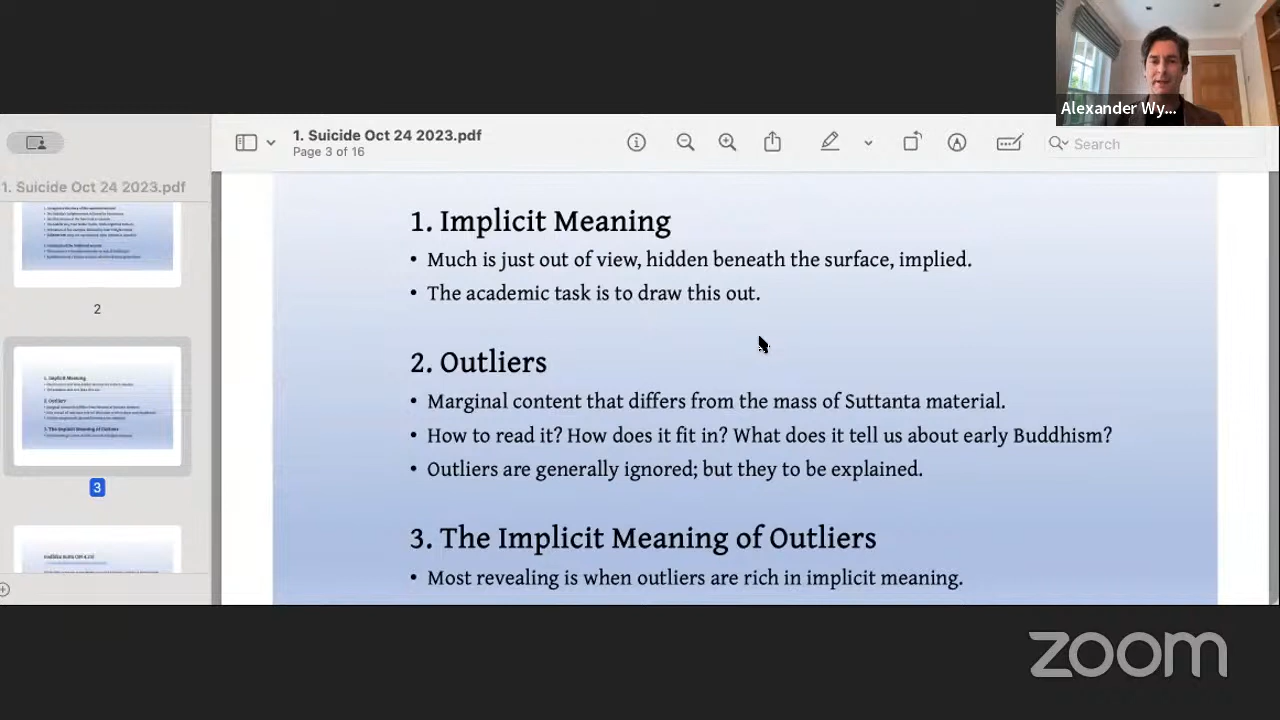 Alexander Wy...
1. Suicide Oct 24 2023.pdf
Page 3 of 16
Search
1. Suicide Oct 24 2023.pdf
2
3
1. Implicit Meaning
• Much is just out of view, hidden beneath the surface, implied.
• The academic task is to draw this out.
2. Outliers
• Marginal content that differs from the mass of Suttanta material.
• How to read it? How does it fit in? What does it tell us about early Buddhism?
• Outliers are generally ignored; but they to be explained.
3. The Implicit Meaning of Outliers
• Most revealing is when outliers are rich in implicit meaning.
zoom